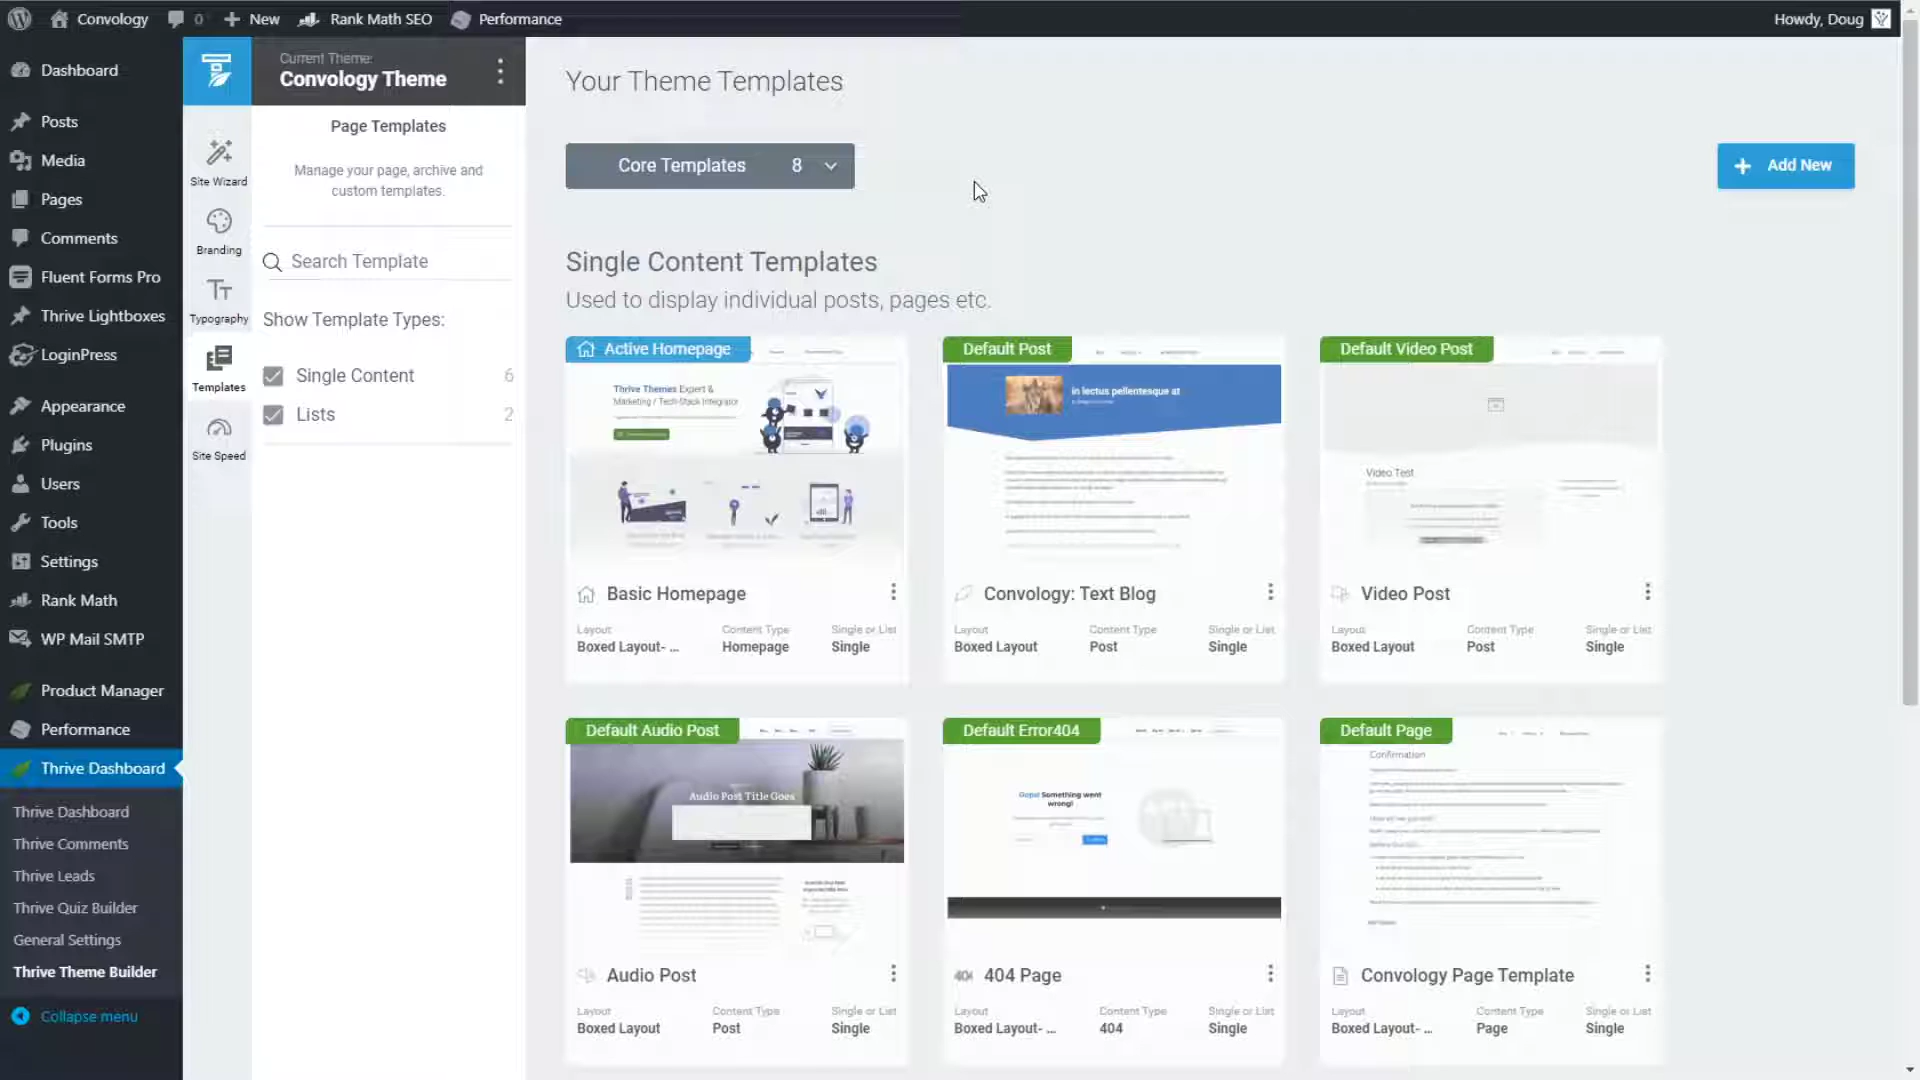 Convology
0
New
Rank Math SEO
Performance
Howdy, Doug
Dashboard
Posts
Media
Pages
Comments
Fluent Forms Pro
Thrive Lightboxes
LoginPress
Appearance
Plugins
Users
Tools
Settings
Rank Math
WP Mail SMTP
Product Manager
Performance
Thrive Dashboard
Thrive Dashboard
Thrive Comments
Thrive Leads
Thrive Quiz Builder
General Settings
Thrive Theme Builder
Collapse menu
Current Theme:
Convology Theme
Site Wizard
Branding
Typography
Templates
Site Speed
Page Templates
Manage your page, archive and
custom templates.
Search Template
Show Template Types:
Single Content 6
Lists 2
Your Theme Templates
Core Templates 8
Add New
Single Content Templates
Used to display individual posts, pages etc.
Active Homepage
Thrive Themes Expert &
Marketing / Tech-Stack Integrator
Basic Homepage
Layout Content Type Single or List
Boxed Layout- ... Homepage Single
Default Post
in lectus pellentesque at
Convology: Text Blog
Layout Content Type Single or List
Boxed Layout Post Single
Default Video Post
Video Test
Video Post
Layout Content Type Single or List
Boxed Layout Post Single
Default Audio Post
Audio Post Title Goes
Audio Post
Layout Content Type Single or List
Boxed Layout Post Single
Default Error404
Oops! Something went
wrong!
404 404 Page
Layout Content Type Single or List
Boxed Layout- ... 404 Single
Default Page
Confirmation
Convology Page Template
Layout Content Type Single or List
Boxed Layout- ... Page Single